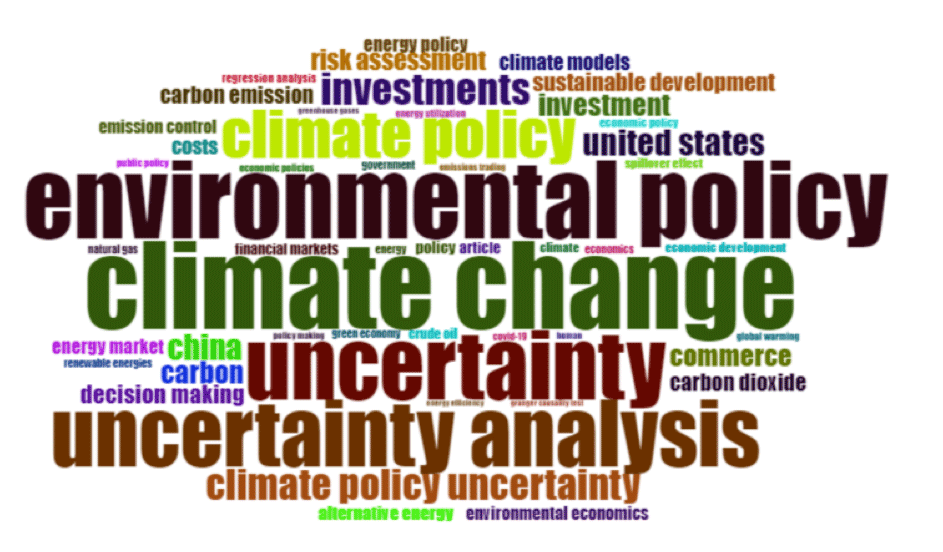 energy policy
risk assessment climate models
regression analysis investments sustainable development
carbon emission investment
greenhouse gases energy utilization
emission control climate policy economic policy
costs united states
public policy economic policies government emissions trading spillover effect
environmental policy
natural gas financial markets energy policy article climate economics economic development
climate change
policy making green economy crude oil covid-19 human global warming
energy market china uncertainty commerce
renewable energies carbon carbon dioxide
decision making
energy efficiency granger causality test
uncertainty analysis
climate policy uncertainty
alternative energy environmental economics